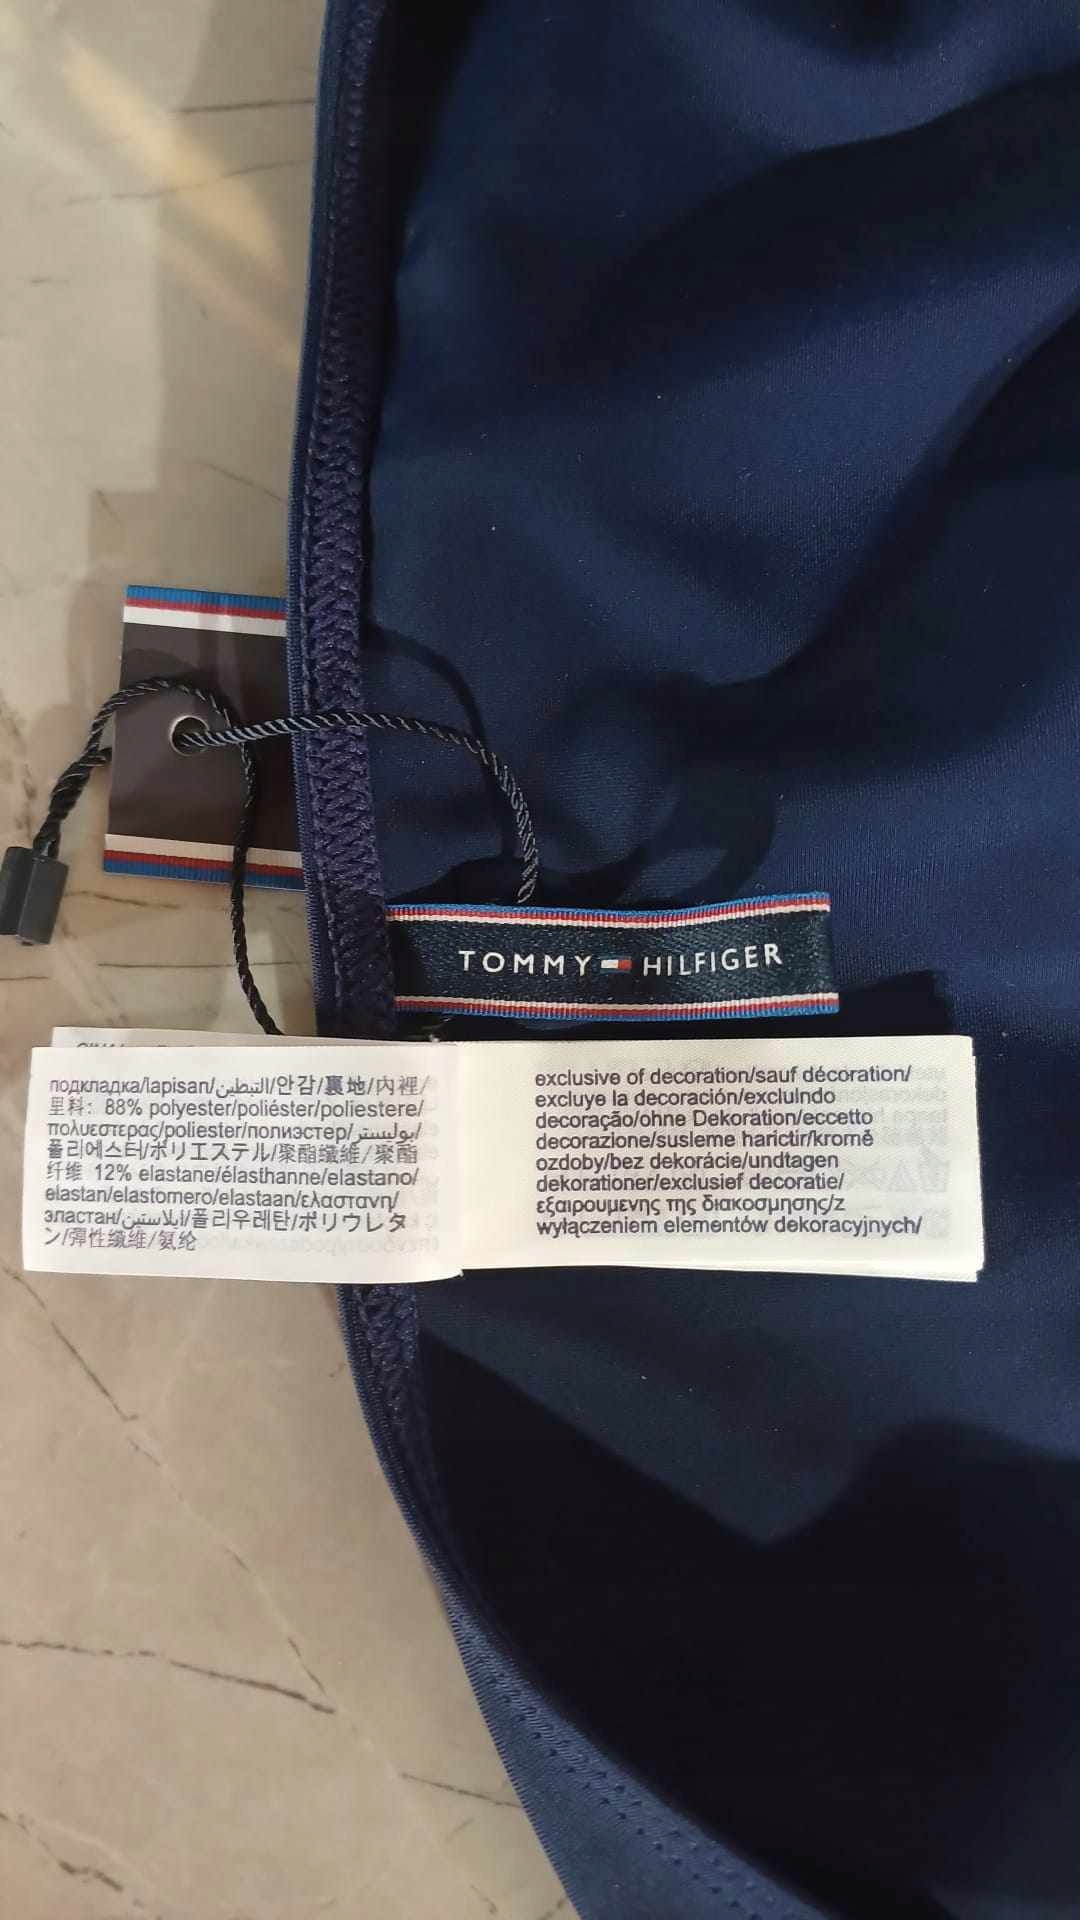 TOMMY HILFIGER
подкладка/lapisan/التبطين/안감/裏地/內裡/
里料: 88% polyester/poliéster/poliestere/
πολυεστερας/poliester/полиэстер/بوليستر/
폴리에스터/ポリエステル/聚酯纖維/聚酯
纤维 12% elastane/élasthanne/elastano/
elastan/elastomero/elastaan/ελαστανη/
эластан/ايلاستين/폴리우레탄/ポリウレタ
ン/彈性纖維/氨纶
exclusive of decoration/sauf décoration/
excluye la decoración/excluindo
decoração/ohne Dekoration/eccetto
decorazione/susleme harictir/kromě
ozdoby/bez dekorácie/undtagen
dekorationer/exclusief decoratie/
εξαιρουμενης της διακοσμησης/z
wyłączeniem elementów dekoracyjnych/